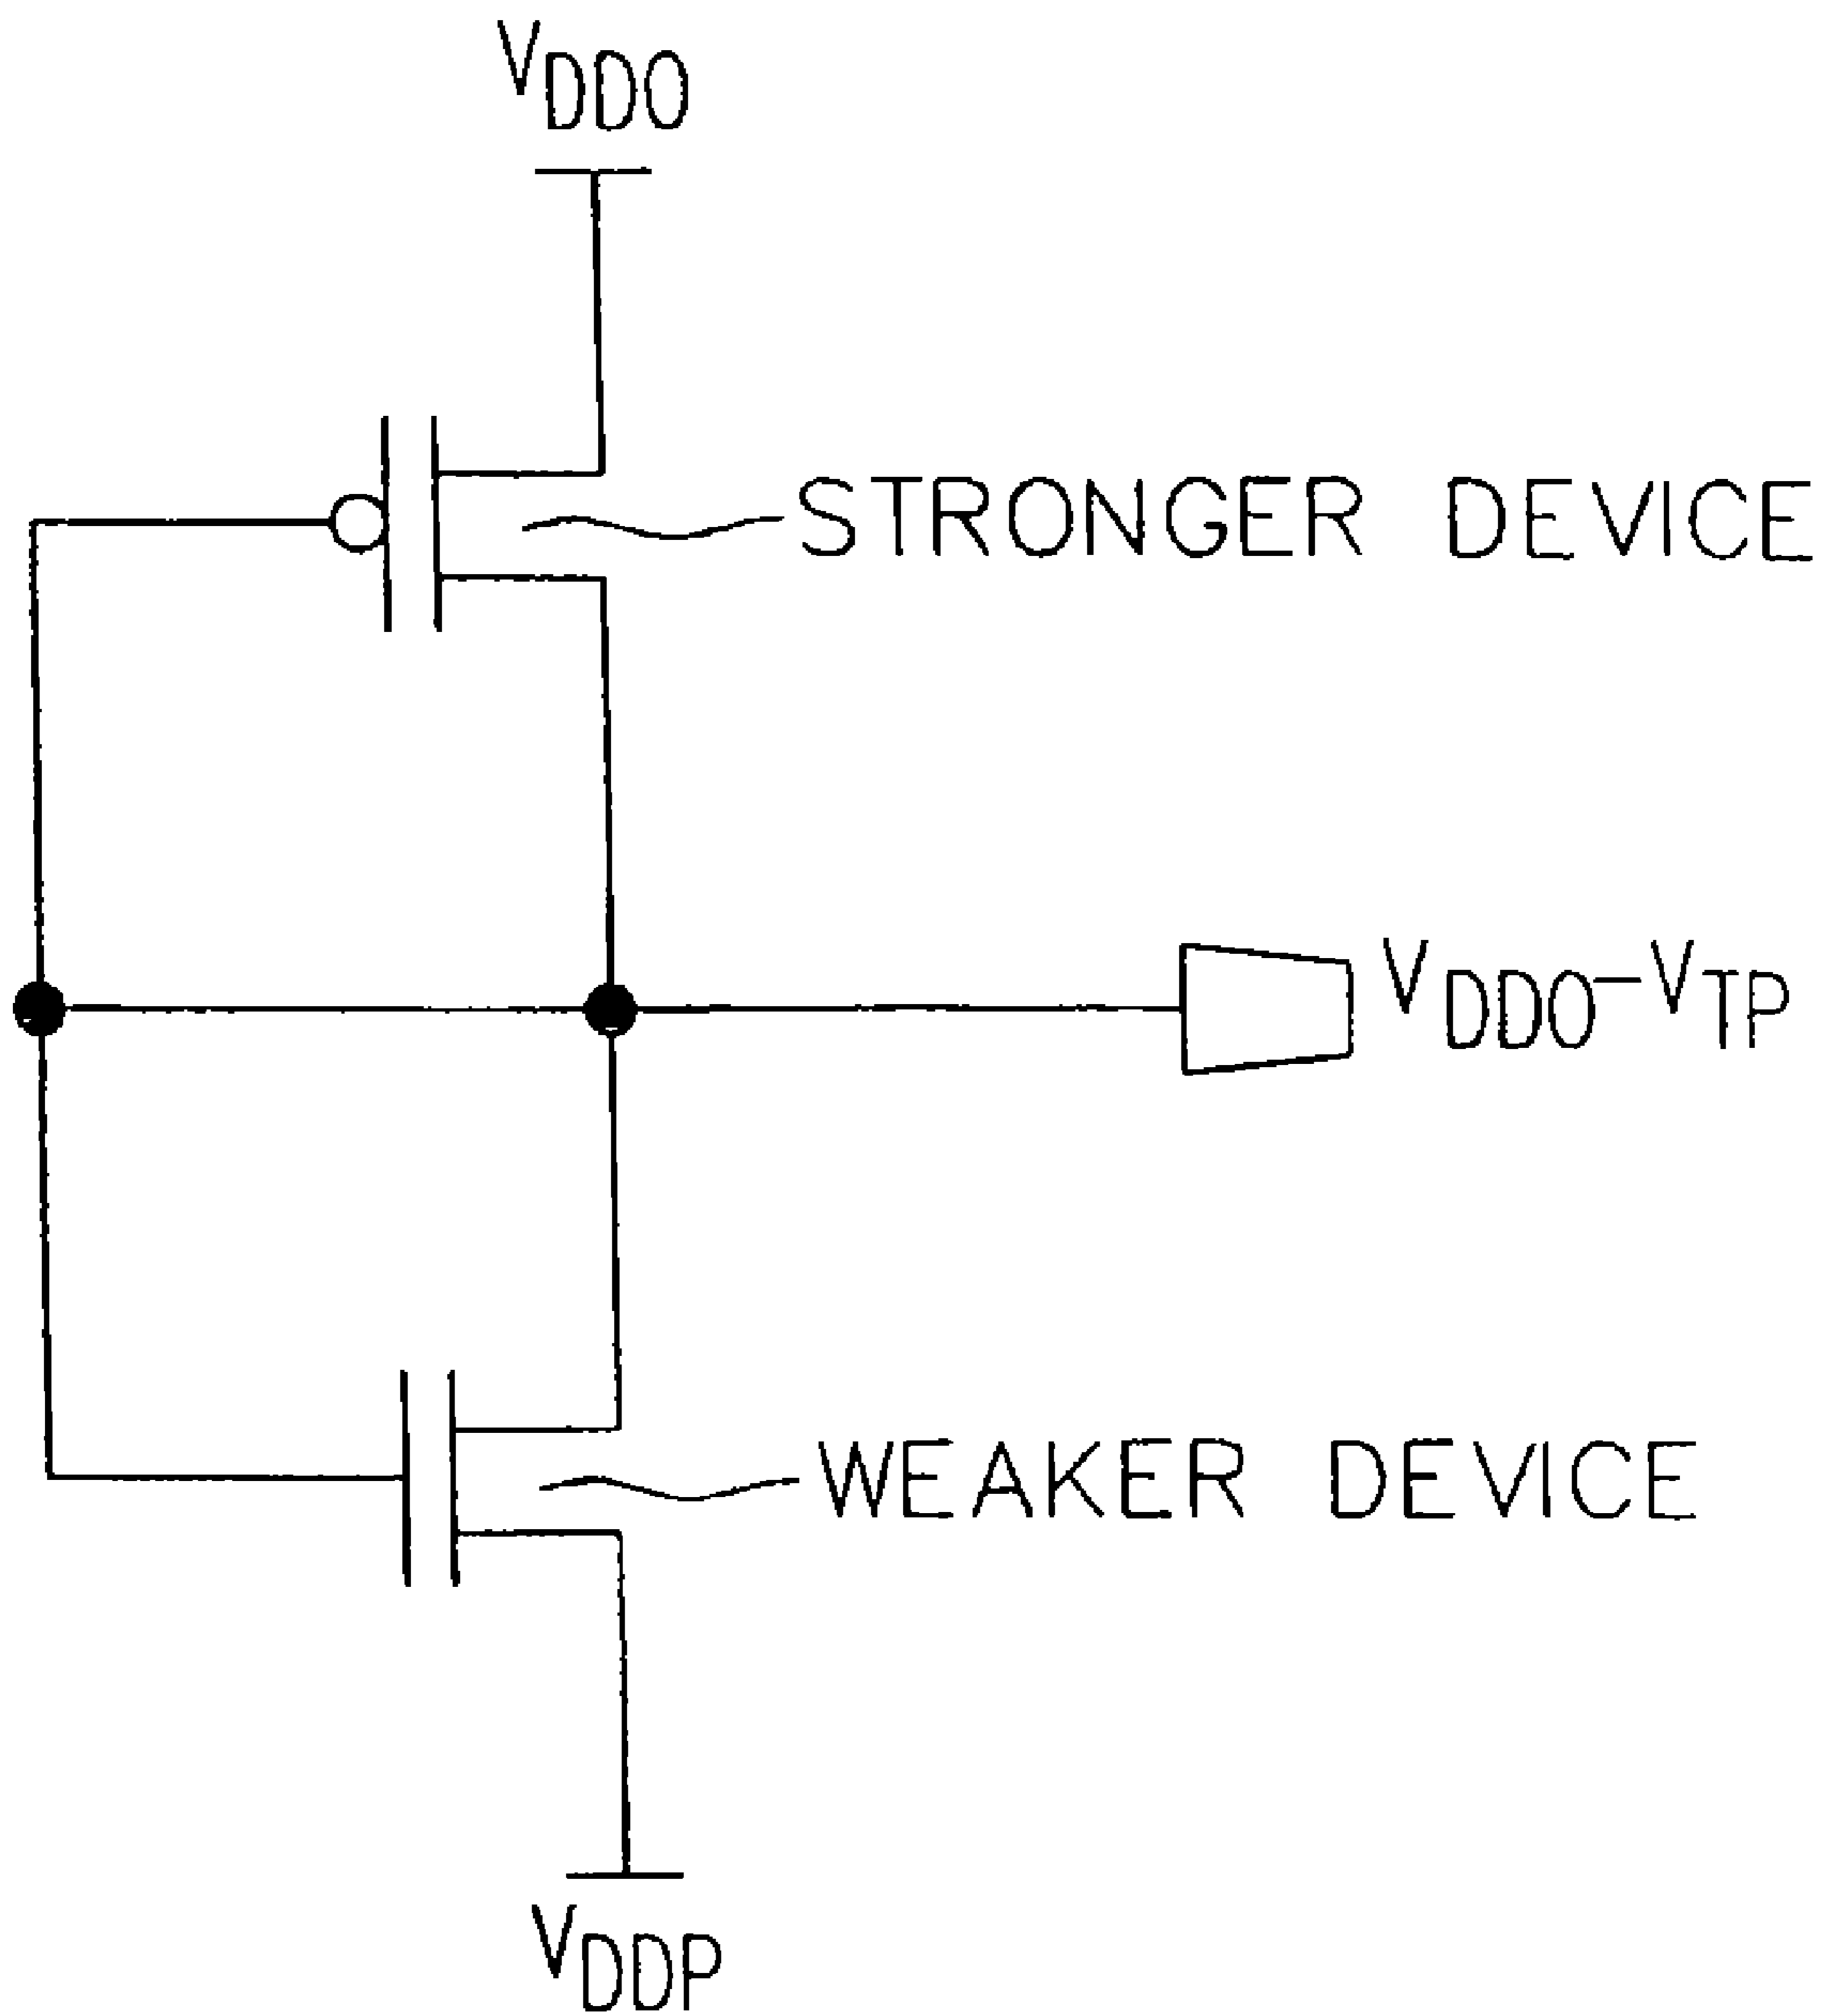 VDDO
STRONGER DEVICE
VDDO-VTP
WEAKER DEVICE
VDDP